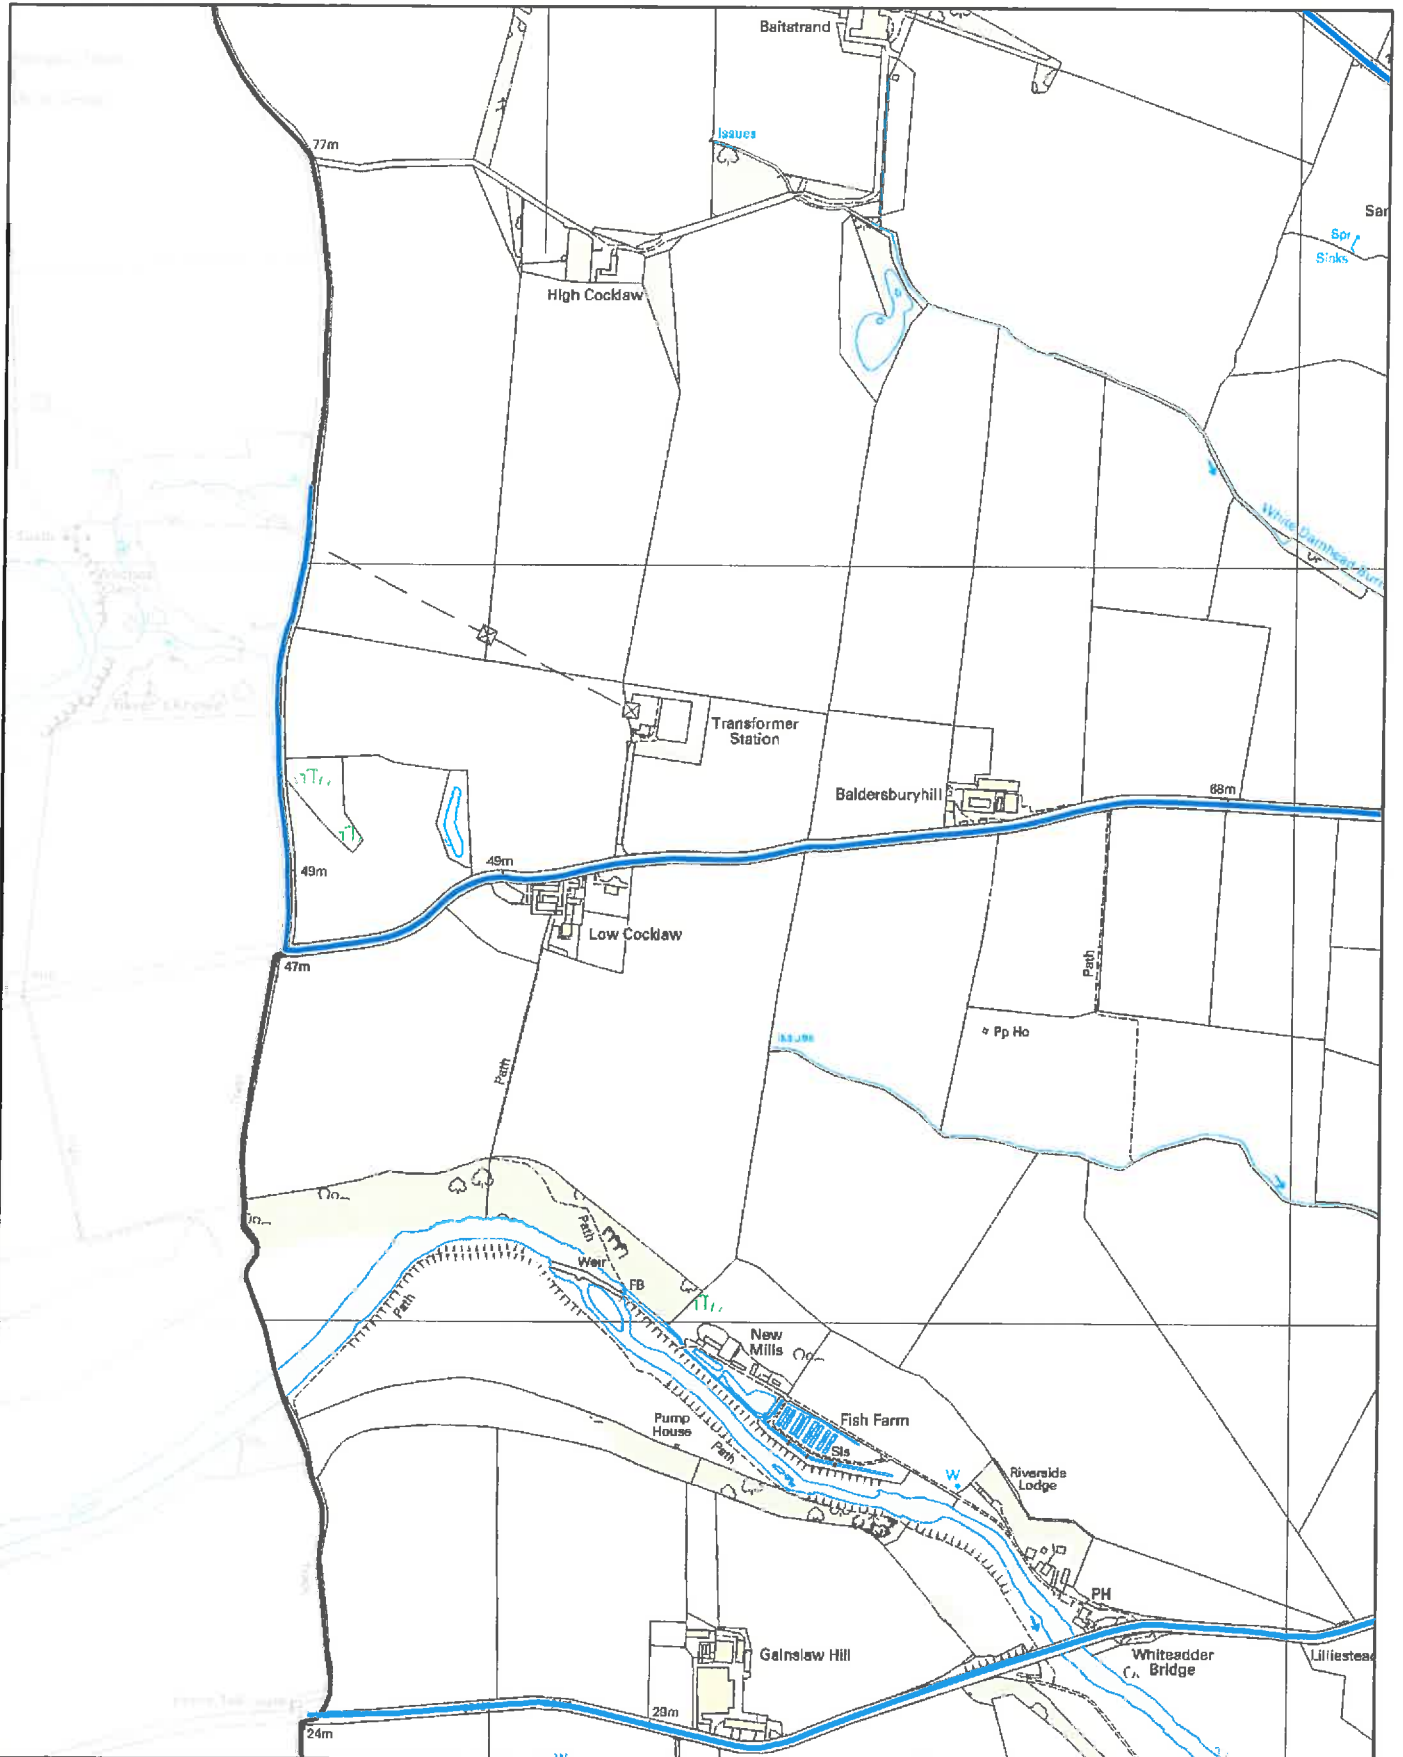 Baitstrand
Issues
77m
Spr
Sinks
High Cocklaw
White Damhead Burn
Transformer
Station
Baldersburyhill
68m
49m
49m
Low Cocklaw
47m
Path
Path
Pp Ho
Issues
Path
Weir
FB
Path
New
Mills
Fish Farm
Pump
House
Sls
Path
W
Riverside
Lodge
PH
Gainslaw Hill
Whiteadder
Bridge
29m
24m
W